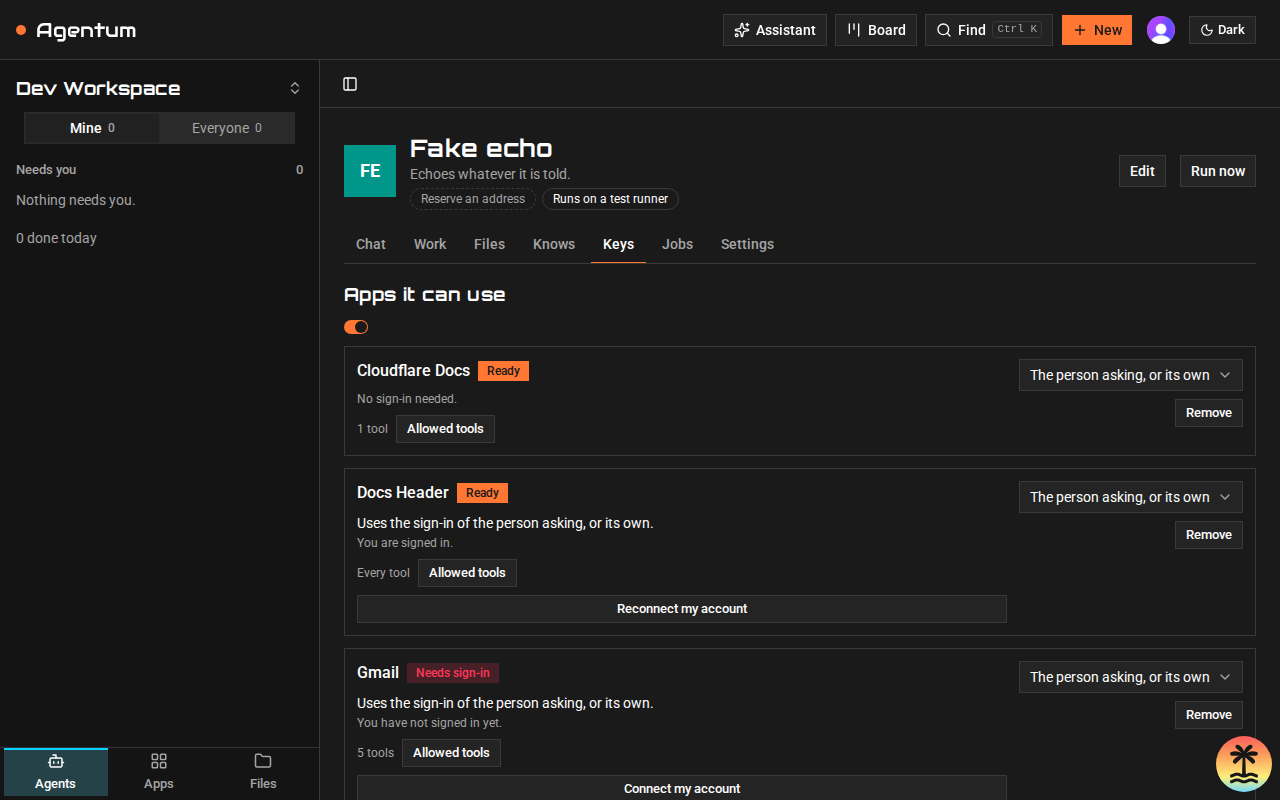 Agentum
Assistant
Board
Find Ctrl K
New
Dark
Dev Workspace
Mine 0
Everyone 0
Needs you 0
Nothing needs you.
0 done today
Agents
Apps
Files
FE
Fake echo
Echoes whatever it is told.
Reserve an address
Runs on a test runner
Edit
Run now
Chat
Work
Files
Knows
Keys
Jobs
Settings
Apps it can use
Cloudflare Docs Ready
The person asking, or its own
No sign-in needed.
Remove
1 tool Allowed tools
Docs Header Ready
The person asking, or its own
Uses the sign-in of the person asking, or its own.
You are signed in.
Remove
Every tool Allowed tools
Reconnect my account
Gmail Needs sign-in
The person asking, or its own
Uses the sign-in of the person asking, or its own.
You have not signed in yet.
Remove
5 tools Allowed tools
Connect my account